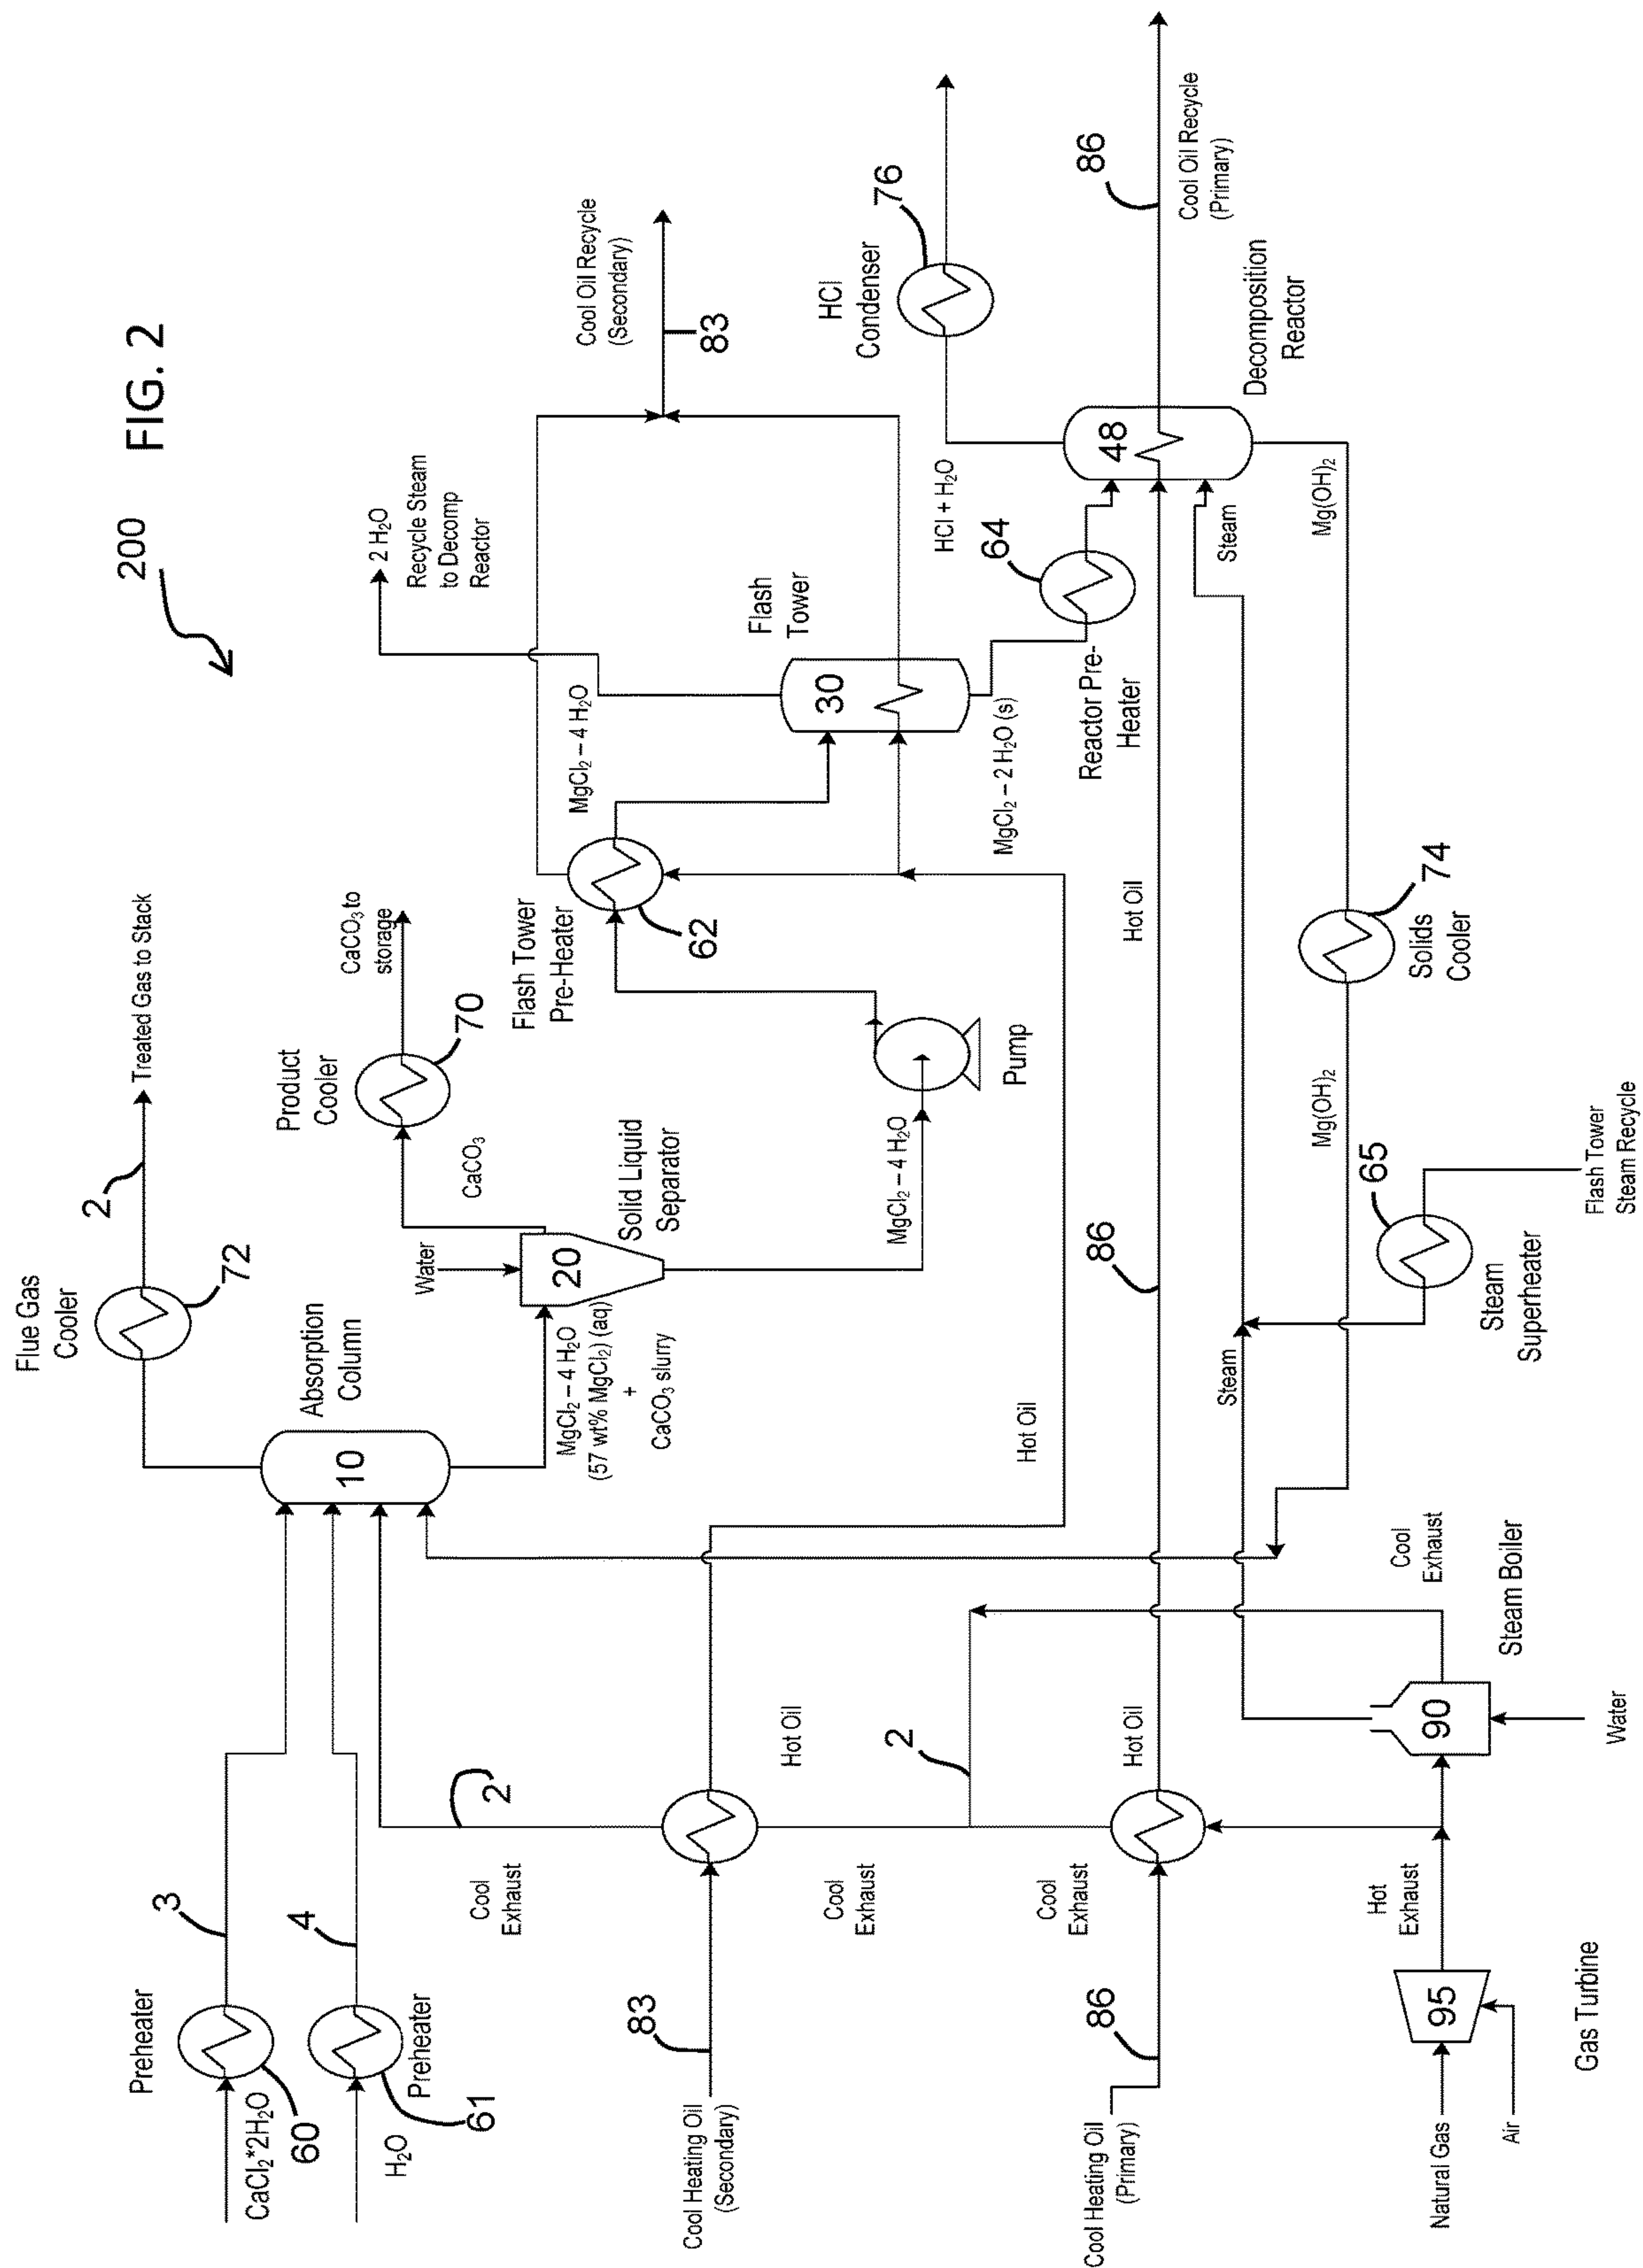 200
FIG. 2
Flue Gas
Cooler
72
2
Treated Gas to Stack
Preheater
CaCl₂*2H₂O
60
3
H₂O
61
Preheater
4
Absorption
Column
10
Product
Cooler
70
CaCO₃ to
storage
CaCO₃
Water
20
Solid Liquid
Separator
MgCl₂ – 4 H₂O
(57 wt% MgCl₂) (aq)
+
CaCO₃ slurry
MgCl₂ – 4 H₂O
Pump
Flash Tower
Pre-Heater
62
MgCl₂ – 4 H₂O
2 H₂O
Recycle Steam
to Decomp
Reactor
Flash
Tower
30
MgCl₂ – 2 H₂O (s)
Cool Oil Recycle
(Secondary)
83
Reactor Pre-
Heater
64
HCl + H₂O
HCl
Condenser
76
48
Decomposition
Reactor
86
Cool Oil Recycle
(Primary)
Steam
Mg(OH)₂
Cool
Exhaust
2
Cool Heating Oil
(Secondary)
83
Hot Oil
Hot Oil
Cool
Exhaust
2
Cool
Exhaust
Cool Heating Oil
(Primary)
86
Hot Oil
86
Hot Oil
Natural Gas
Air
95
Gas Turbine
Hot
Exhaust
90
Water
Steam Boiler
Cool
Exhaust
Steam
Steam
Superheater
65
Flash Tower
Steam Recycle
Mg(OH)₂
Solids
Cooler
74